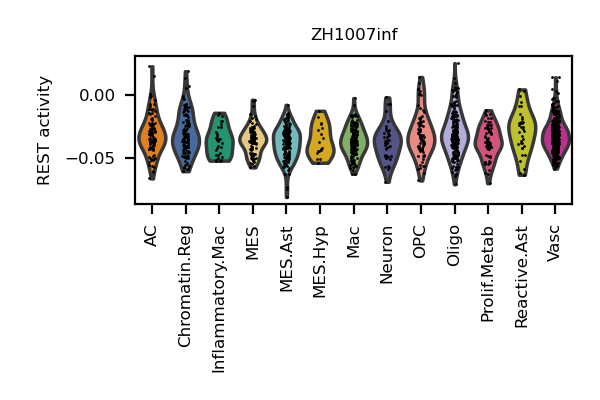 ZH1007inf
REST activity
0.00
−0.05
AC
Chromatin.Reg
Inflammatory.Mac
MES
MES.Ast
MES.Hyp
Mac
Neuron
OPC
Oligo
Prolif.Metab
Reactive.Ast
Vasc